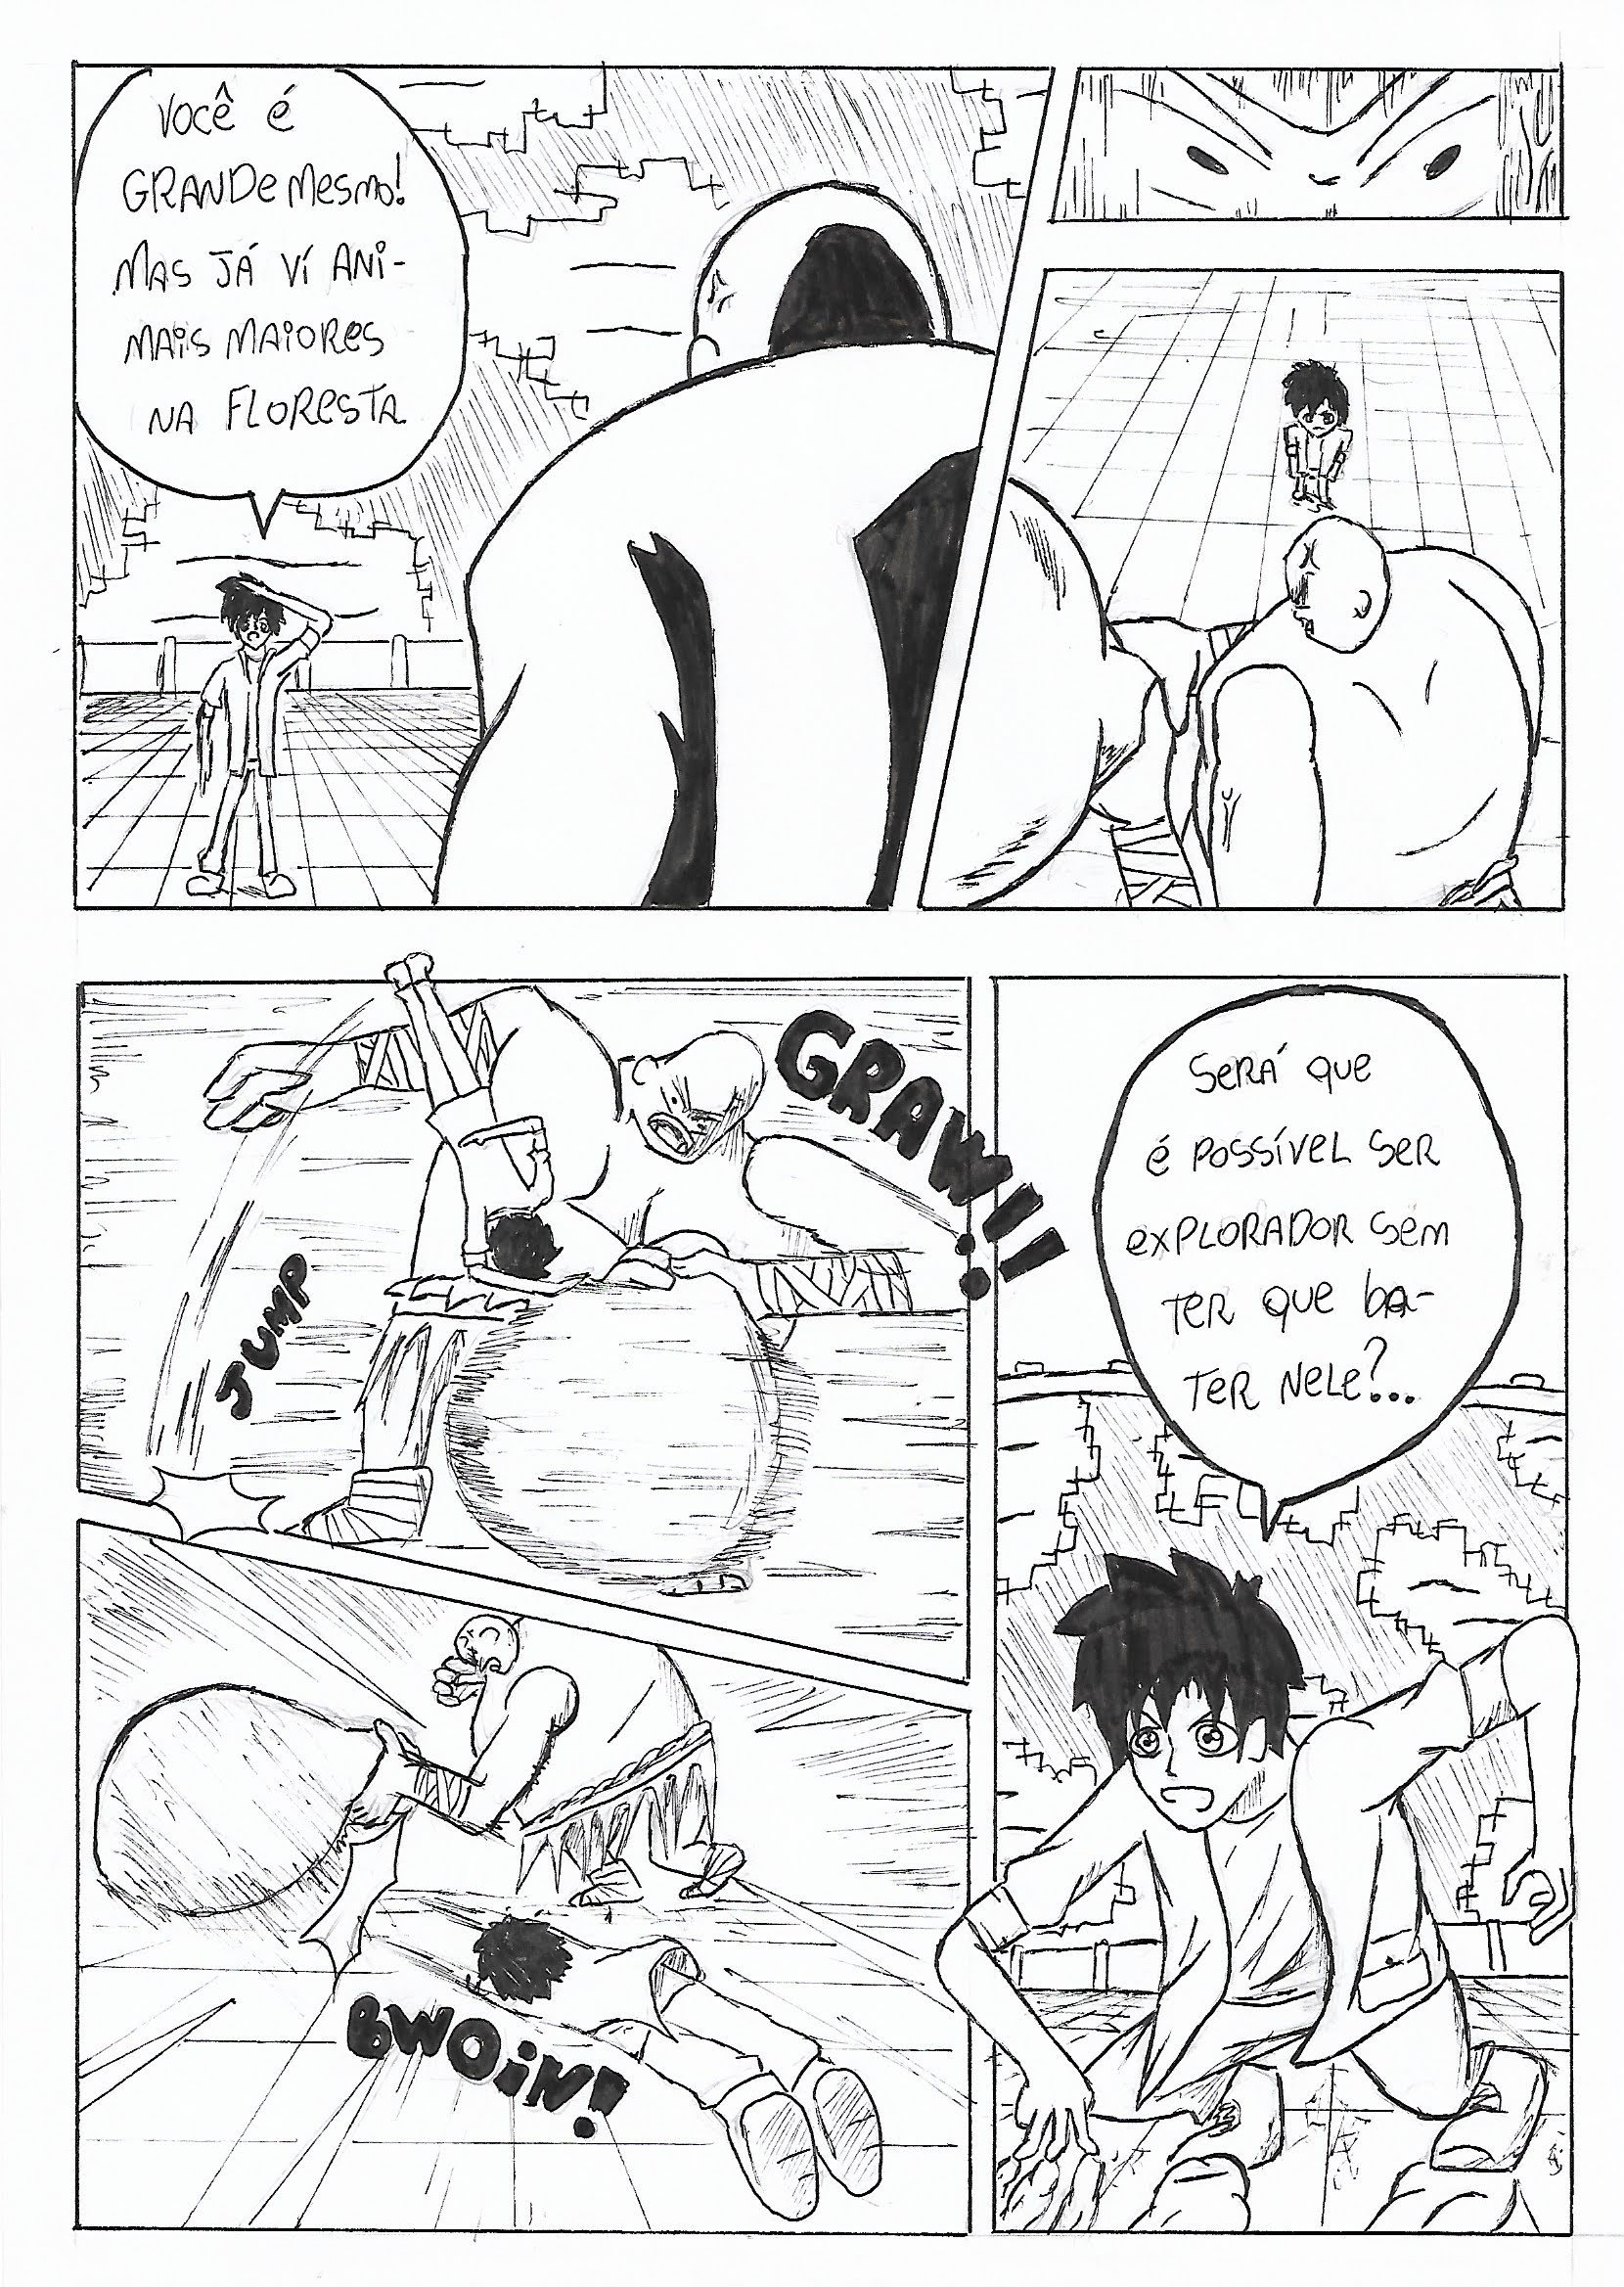 Você é
GRANDE mesmo!
MAS JÁ Ví ANi-
MAiS MAiORes
NA FLORESTA
GRAW!!
JUMP
BWOiN!
SERÁ QUE
é POSSíVEL SER
exPLORADOR Sem
TER QUE BA-
TER NELE?...